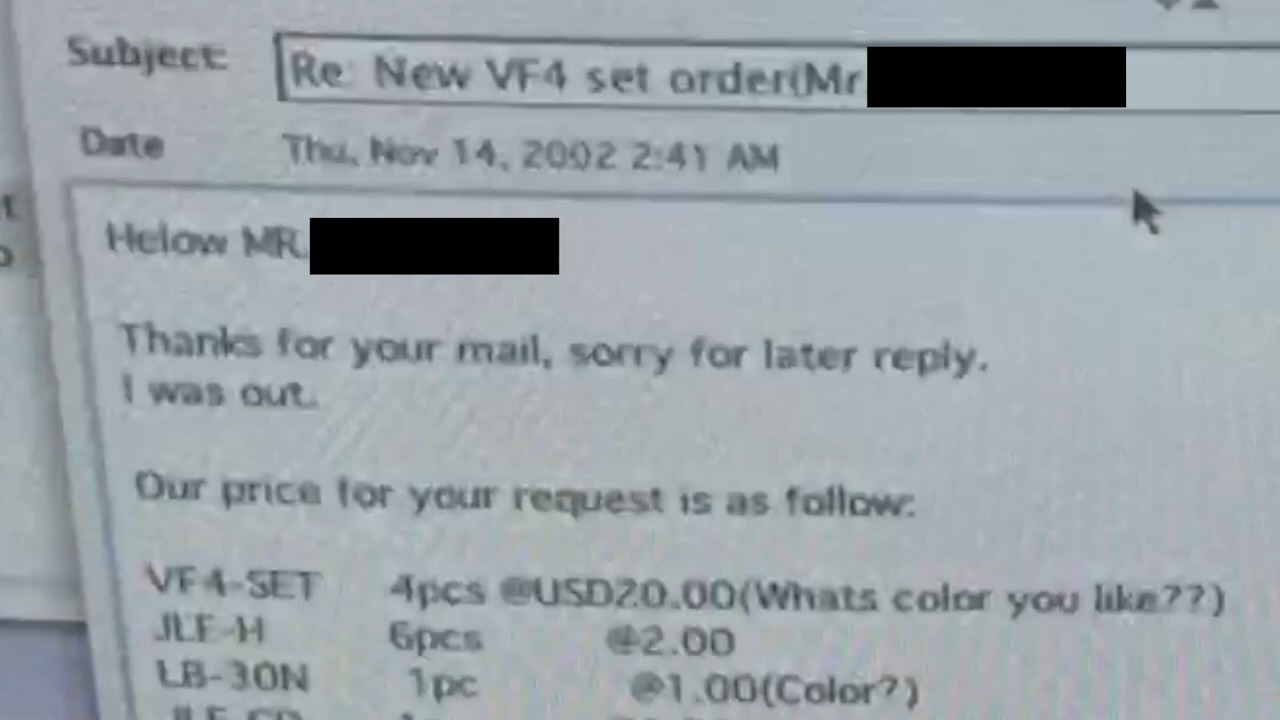 Subject:
Re: New VF4 set order(Mr
Date
Thu, Nov 14, 2002 2:41 AM
Helow MR.
Thanks for your mail, sorry for later reply.
I was out.
Our price for your request is as follow:
VF4-SET 4pcs @USD20.00(Whats color you like??)
JLF-H 6pcs @2.00
LB-30N 1pc @1.00(Color?)